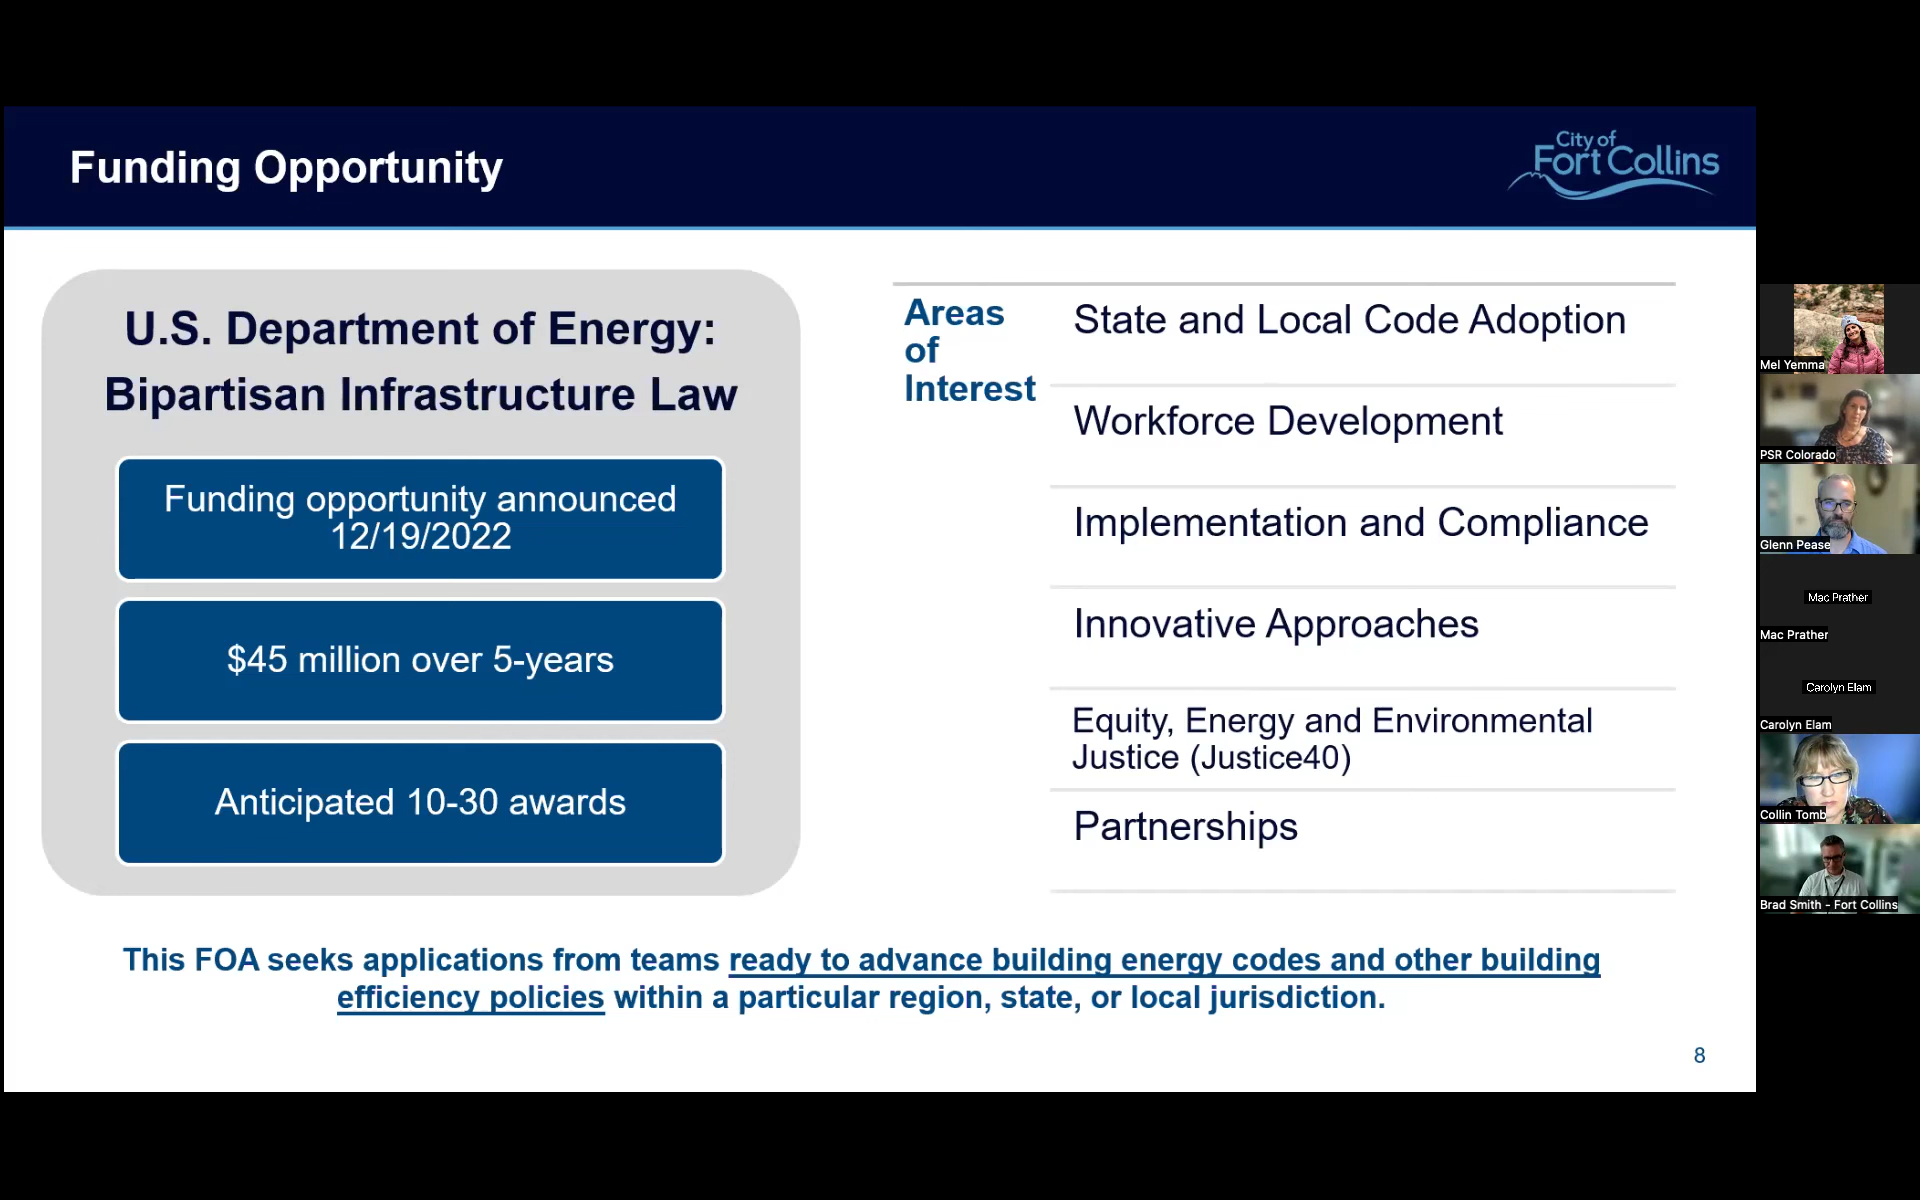 Funding Opportunity
City of
Fort Collins
U.S. Department of Energy:
Bipartisan Infrastructure Law
Funding opportunity announced
12/19/2022
$45 million over 5-years
Anticipated 10-30 awards
Areas
of
Interest
State and Local Code Adoption
Workforce Development
Implementation and Compliance
Innovative Approaches
Equity, Energy and Environmental
Justice (Justice40)
Partnerships
This FOA seeks applications from teams ready to advance building energy codes and other building
efficiency policies within a particular region, state, or local jurisdiction.
8
Mel Yemma
PSR Colorado
Glenn Pease
Mac Prather
Mac Prather
Carolyn Elam
Carolyn Elam
Collin Tomb
Brad Smith - Fort Collins